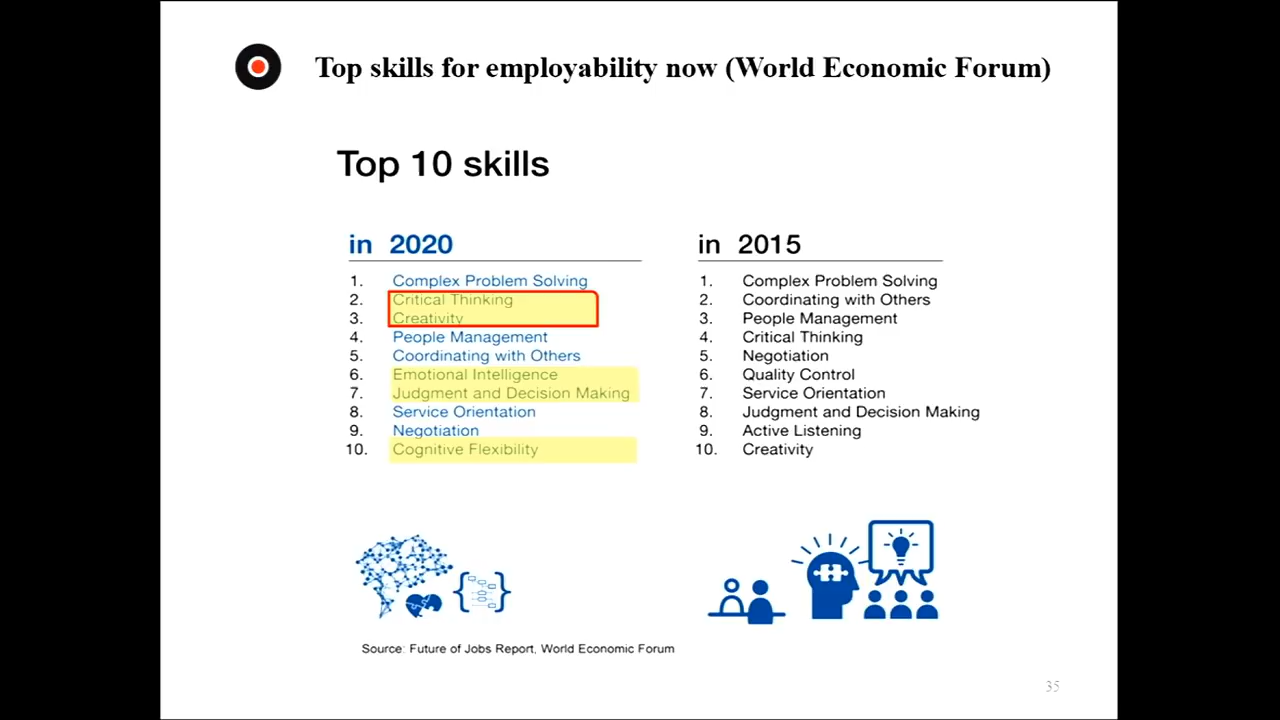 Top skills for employability now (World Economic Forum)
Top 10 skills
in 2020
1. Complex Problem Solving
2. Critical Thinking
3. Creativity
4. People Management
5. Coordinating with Others
6. Emotional Intelligence
7. Judgment and Decision Making
8. Service Orientation
9. Negotiation
10. Cognitive Flexibility
in 2015
1. Complex Problem Solving
2. Coordinating with Others
3. People Management
4. Critical Thinking
5. Negotiation
6. Quality Control
7. Service Orientation
8. Judgment and Decision Making
9. Active Listening
10. Creativity
Source: Future of Jobs Report, World Economic Forum
35